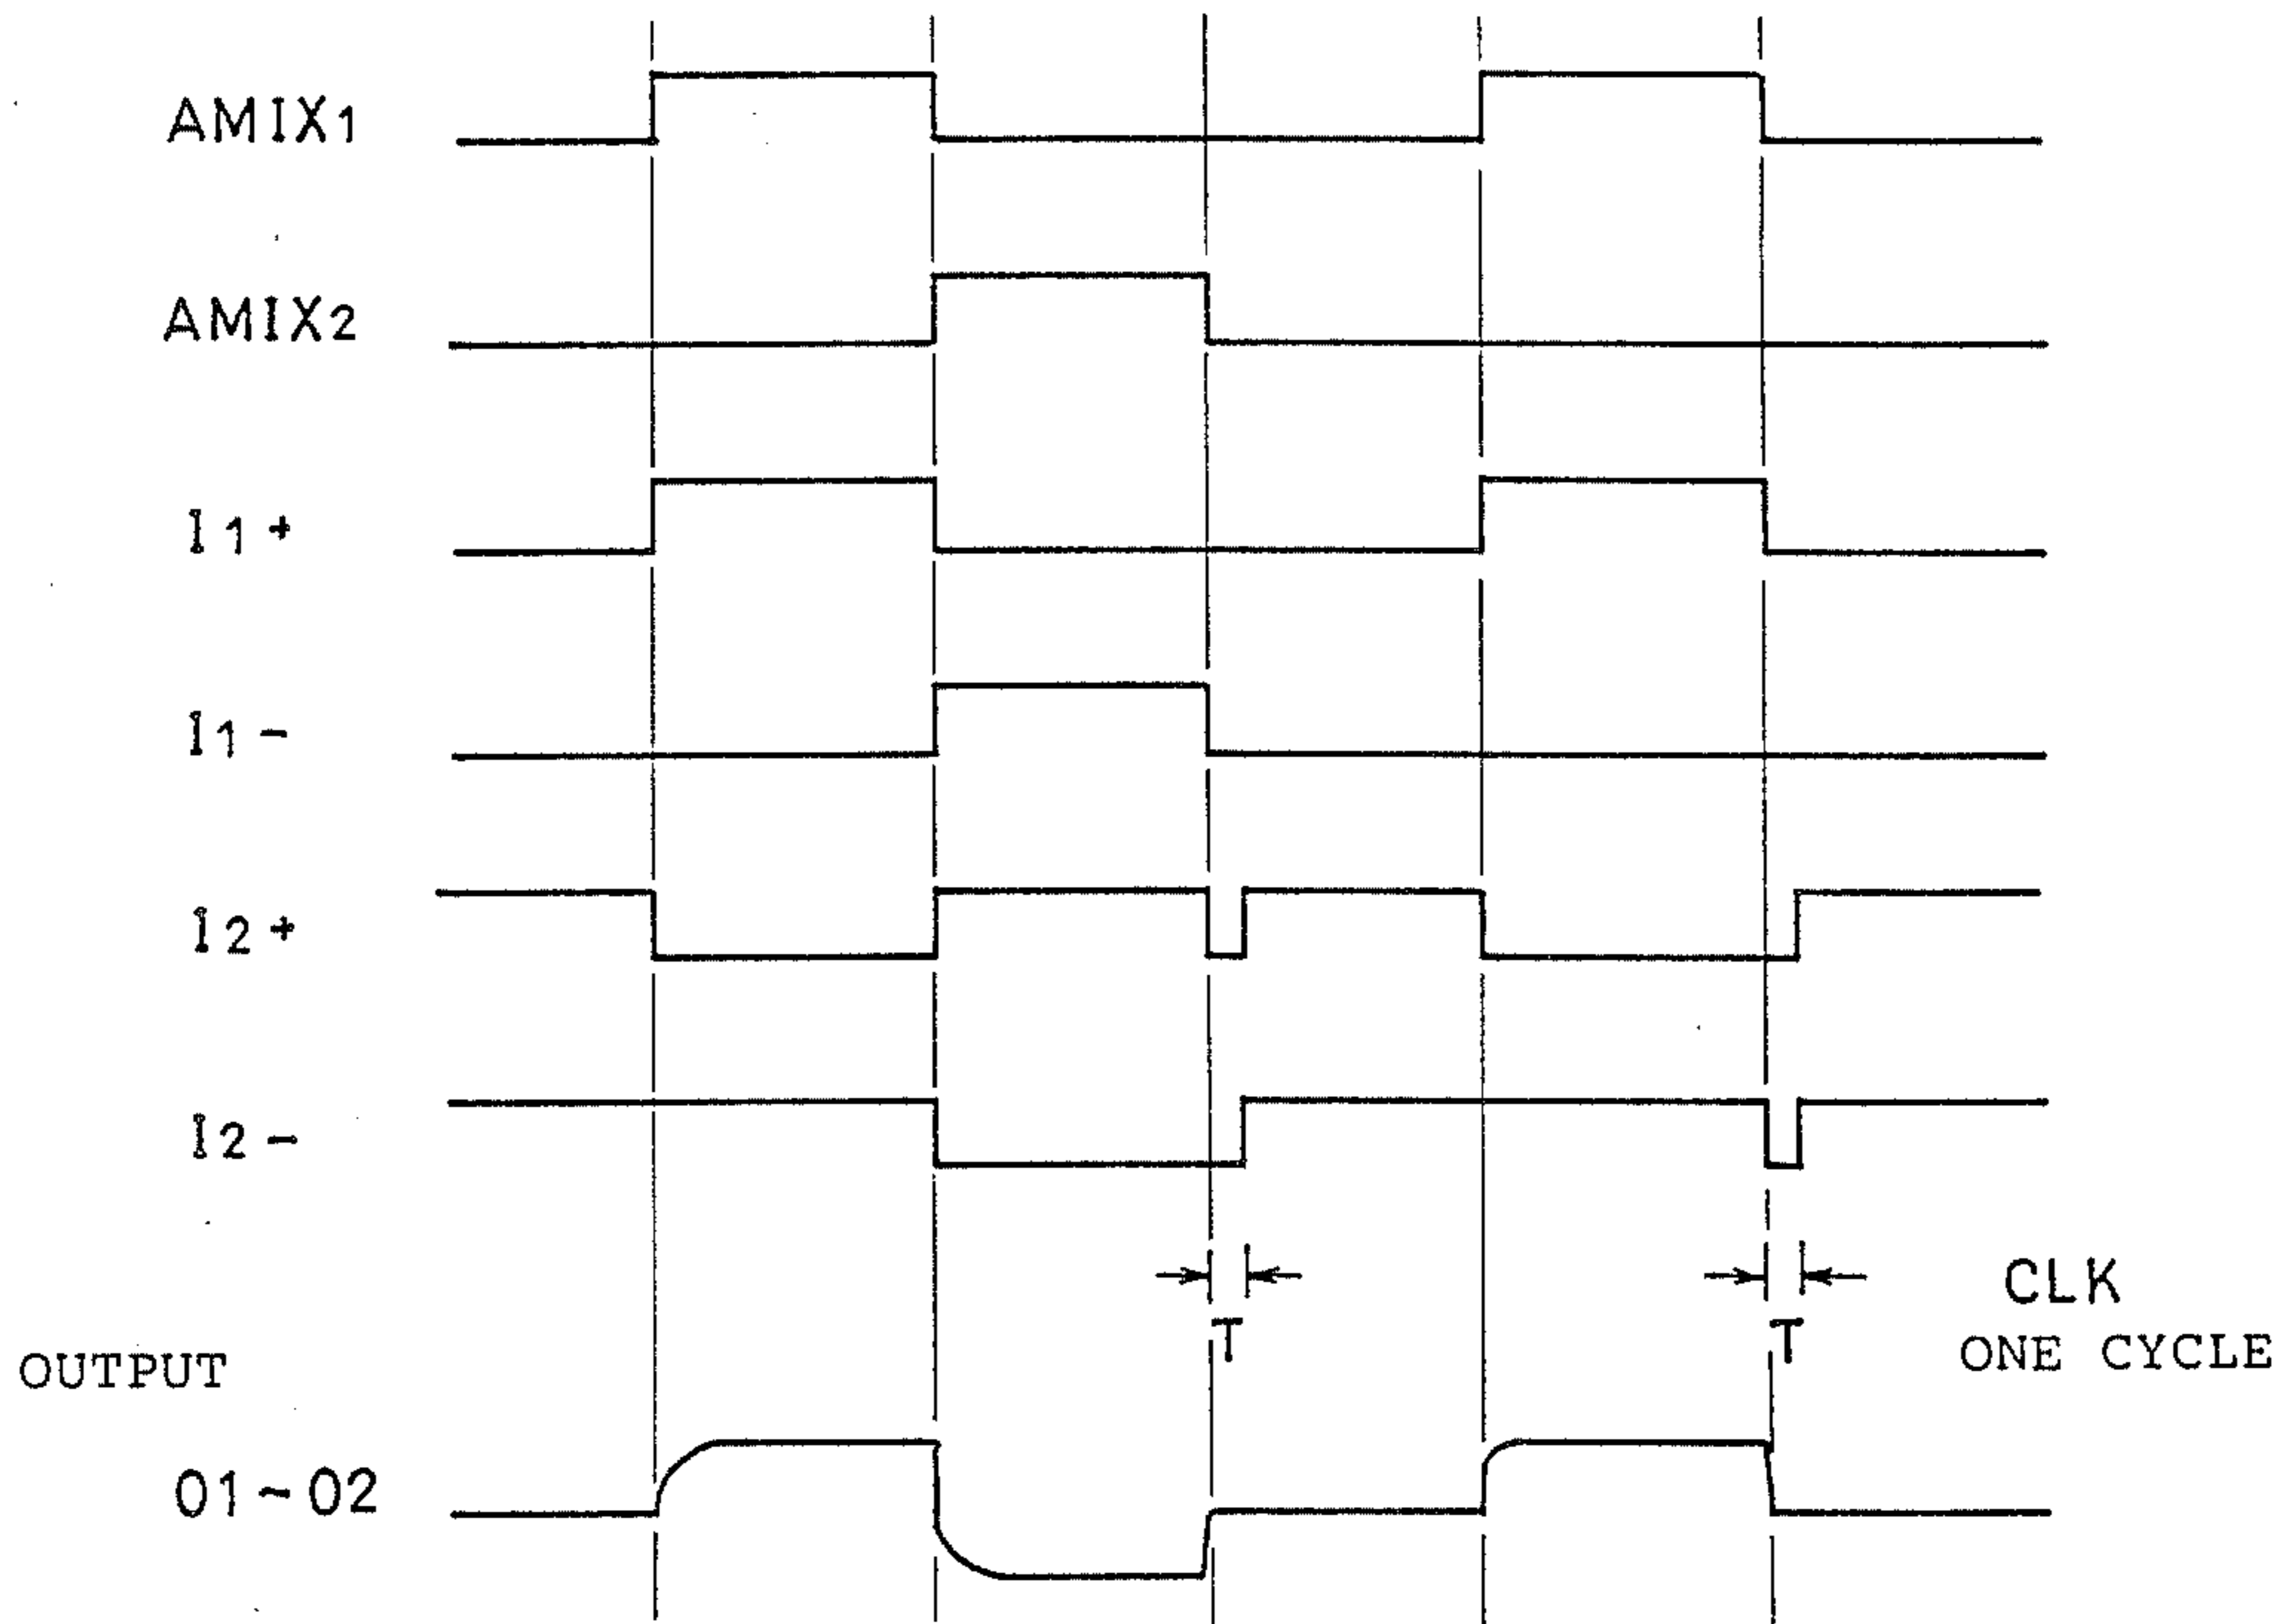 AMIX1
AMIX2
I1+
I1-
I2+
I2-
T
T
CLK
ONE CYCLE
OUTPUT
O1~O2